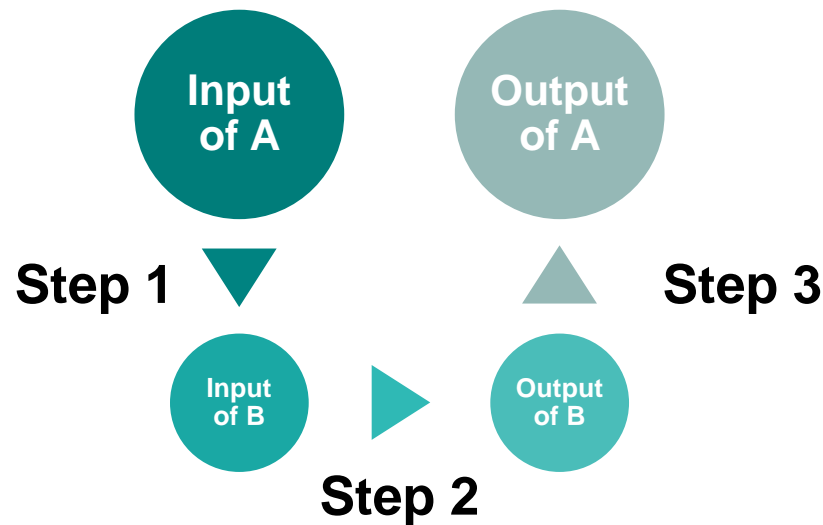 Input
of A
Output
of A
Step 1
Step 3
Input
of B
Output
of B
Step 2